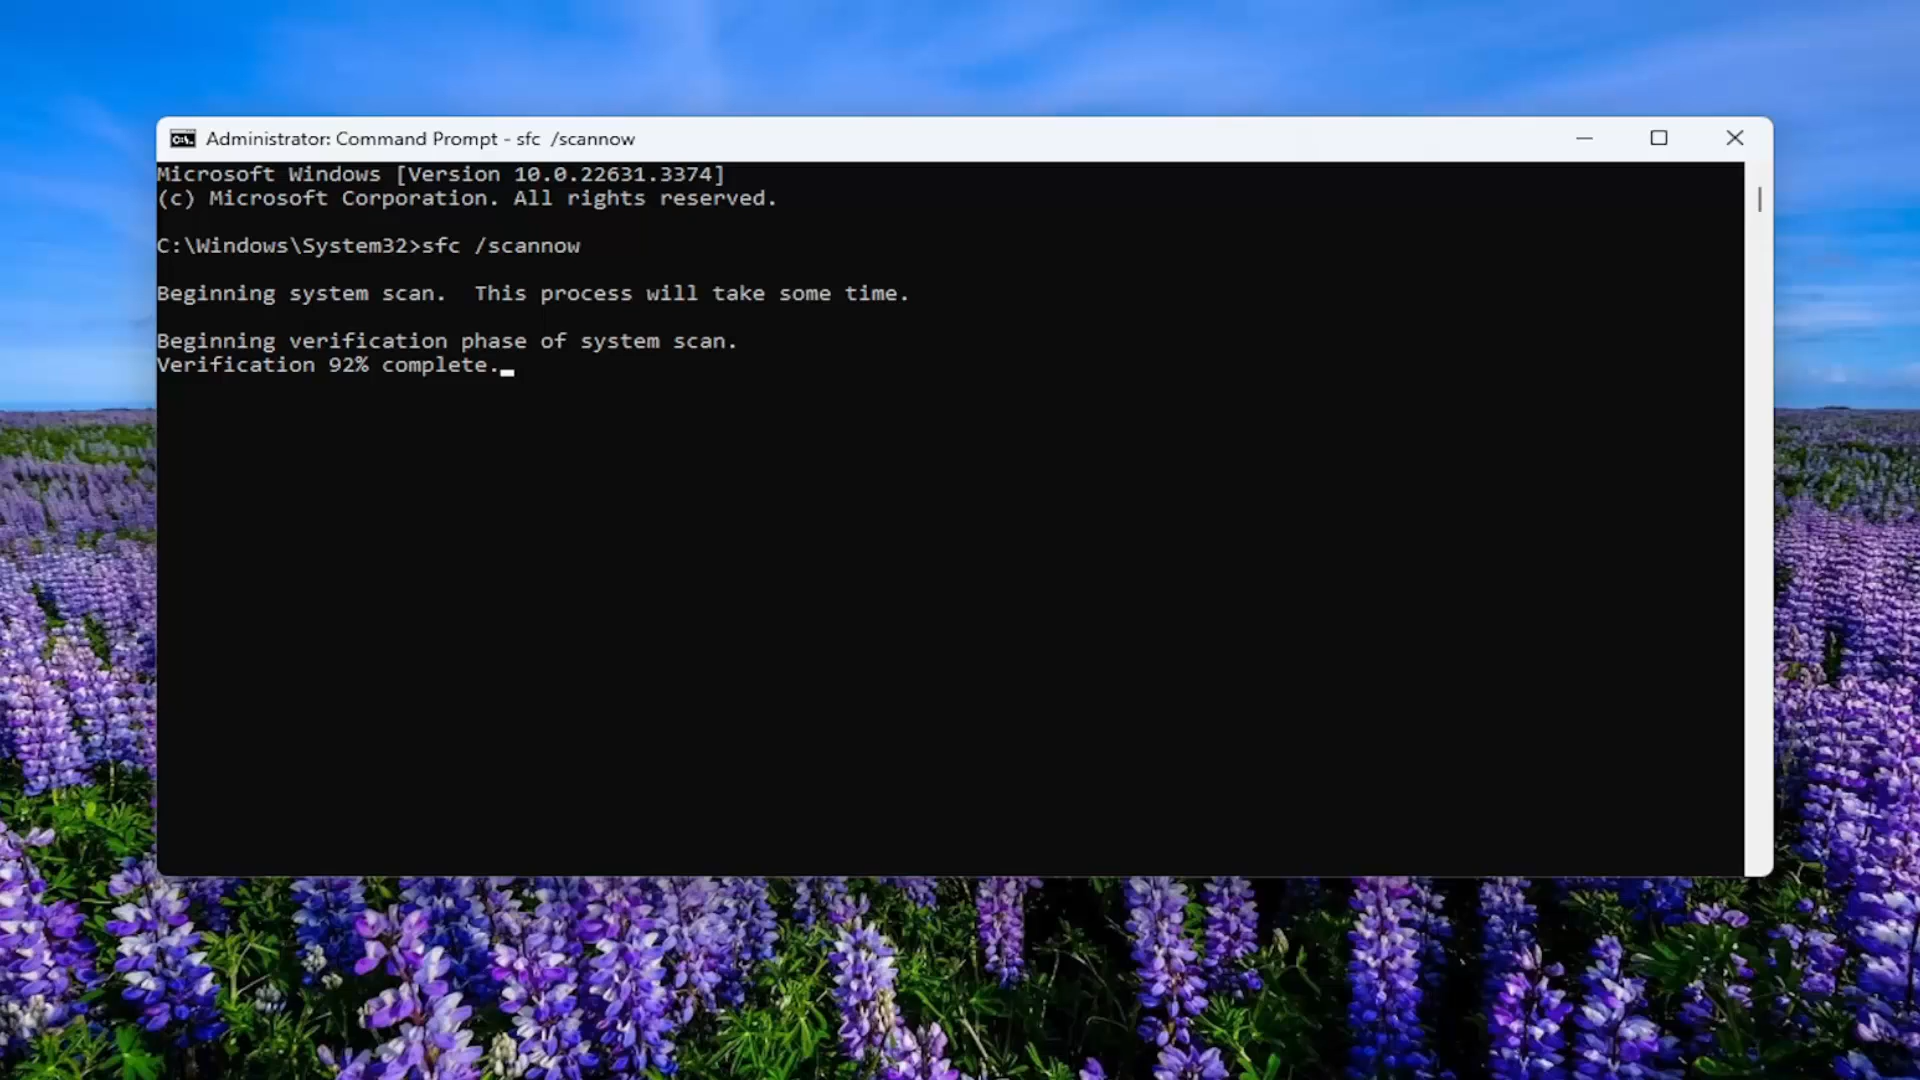 Administrator: Command Prompt - sfc  /scannow
Microsoft Windows [Version 10.0.22631.3374]
(c) Microsoft Corporation. All rights reserved.
C:\Windows\System32>sfc /scannow
Beginning system scan.  This process will take some time.
Beginning verification phase of system scan.
Verification 92% complete.